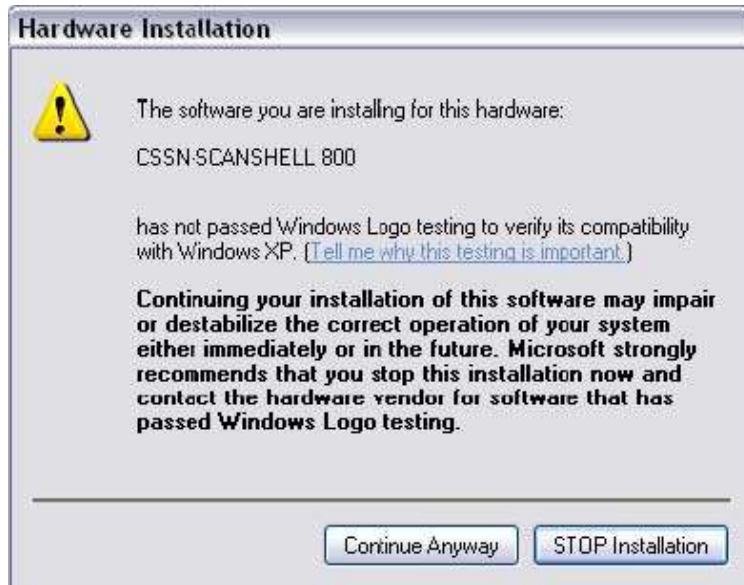 Hardware Installation
The software you are installing for this hardware:
CSSN-SCANSHELL 800
has not passed Windows Logo testing to verify its compatibility
with Windows XP. (Tell me why this testing is important.)
Continuing your installation of this software may impair
or destabilize the correct operation of your system
either immediately or in the future. Microsoft strongly
recommends that you stop this installation now and
contact the hardware vendor for software that has
passed Windows Logo testing.
Continue Anyway
STOP Installation